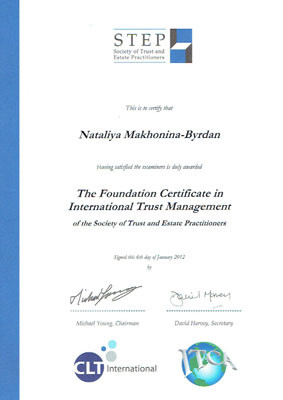 STEP
Society of Trust and
Estate Practitioners
This is to certify that
Nataliya Makhonina-Byrdan
Having satisfied the examiners is duly awarded
The Foundation Certificate in
International Trust Management
of the Society of Trust and Estate Practitioners
Signed this 6th day of January 2012
by
Michael Young, Chairman
David Harvey, Secretary
CLT International
ITC